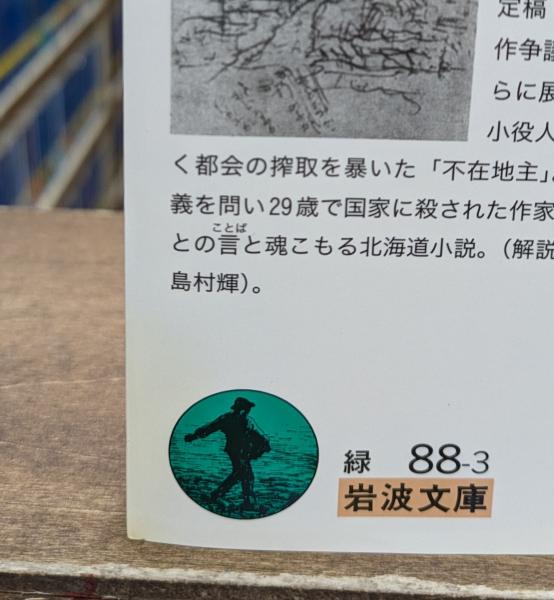 定稿
作争議
らに展
小役人
く都会の搾取を暴いた「不在地主」。
義を問い29歳で国家に殺された作家
との言と魂こもる北海道小説。（解説
ことば
島村輝）。
緑 88-3
岩波文庫